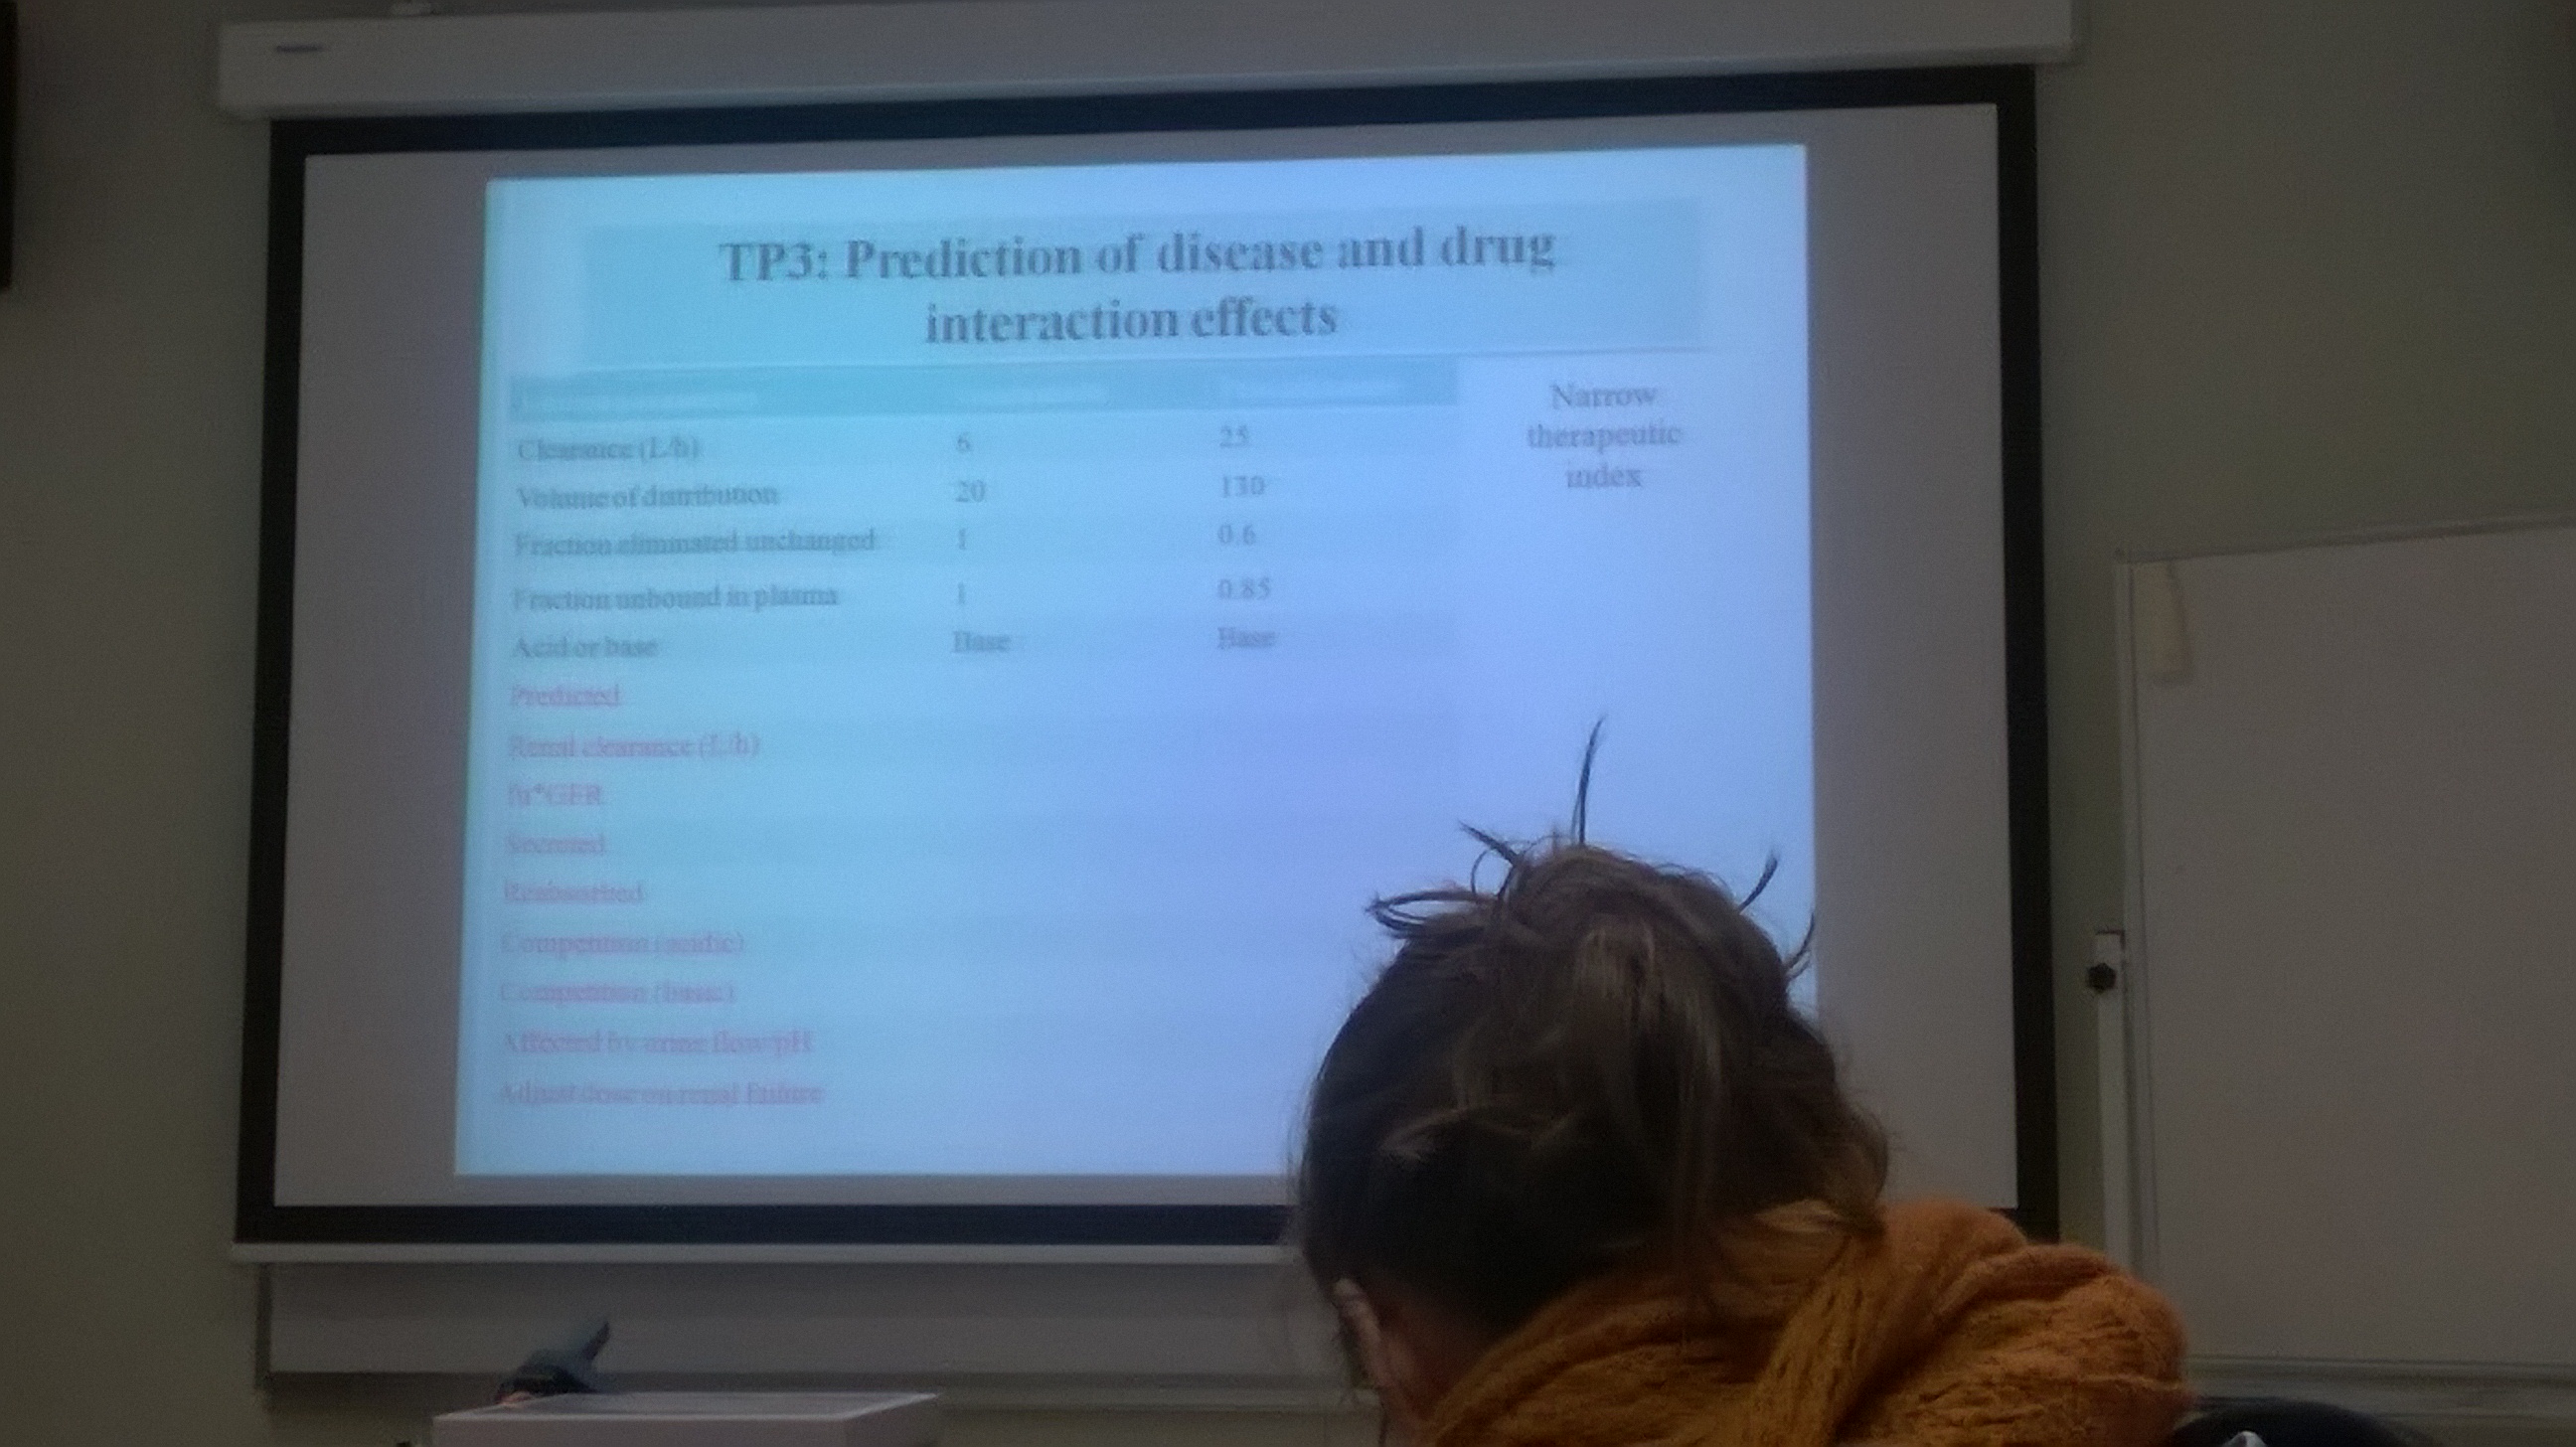 TP3: Prediction of disease and drug
interaction effects
Narrow
therapeutic
index
Clearance (L/h) 6 25
Volume of distribution 20 130
Fraction eliminated unchanged 1 0.6
Fraction unbound in plasma 1 0.85
Acid or base Base Base
Predicted
Renal clearance (L/h)
fu*GFR
Secreted
Reabsorbed
Competition (acidic)
Competition (basic)
Affected by urine flow/pH
Adjust dose on renal failure